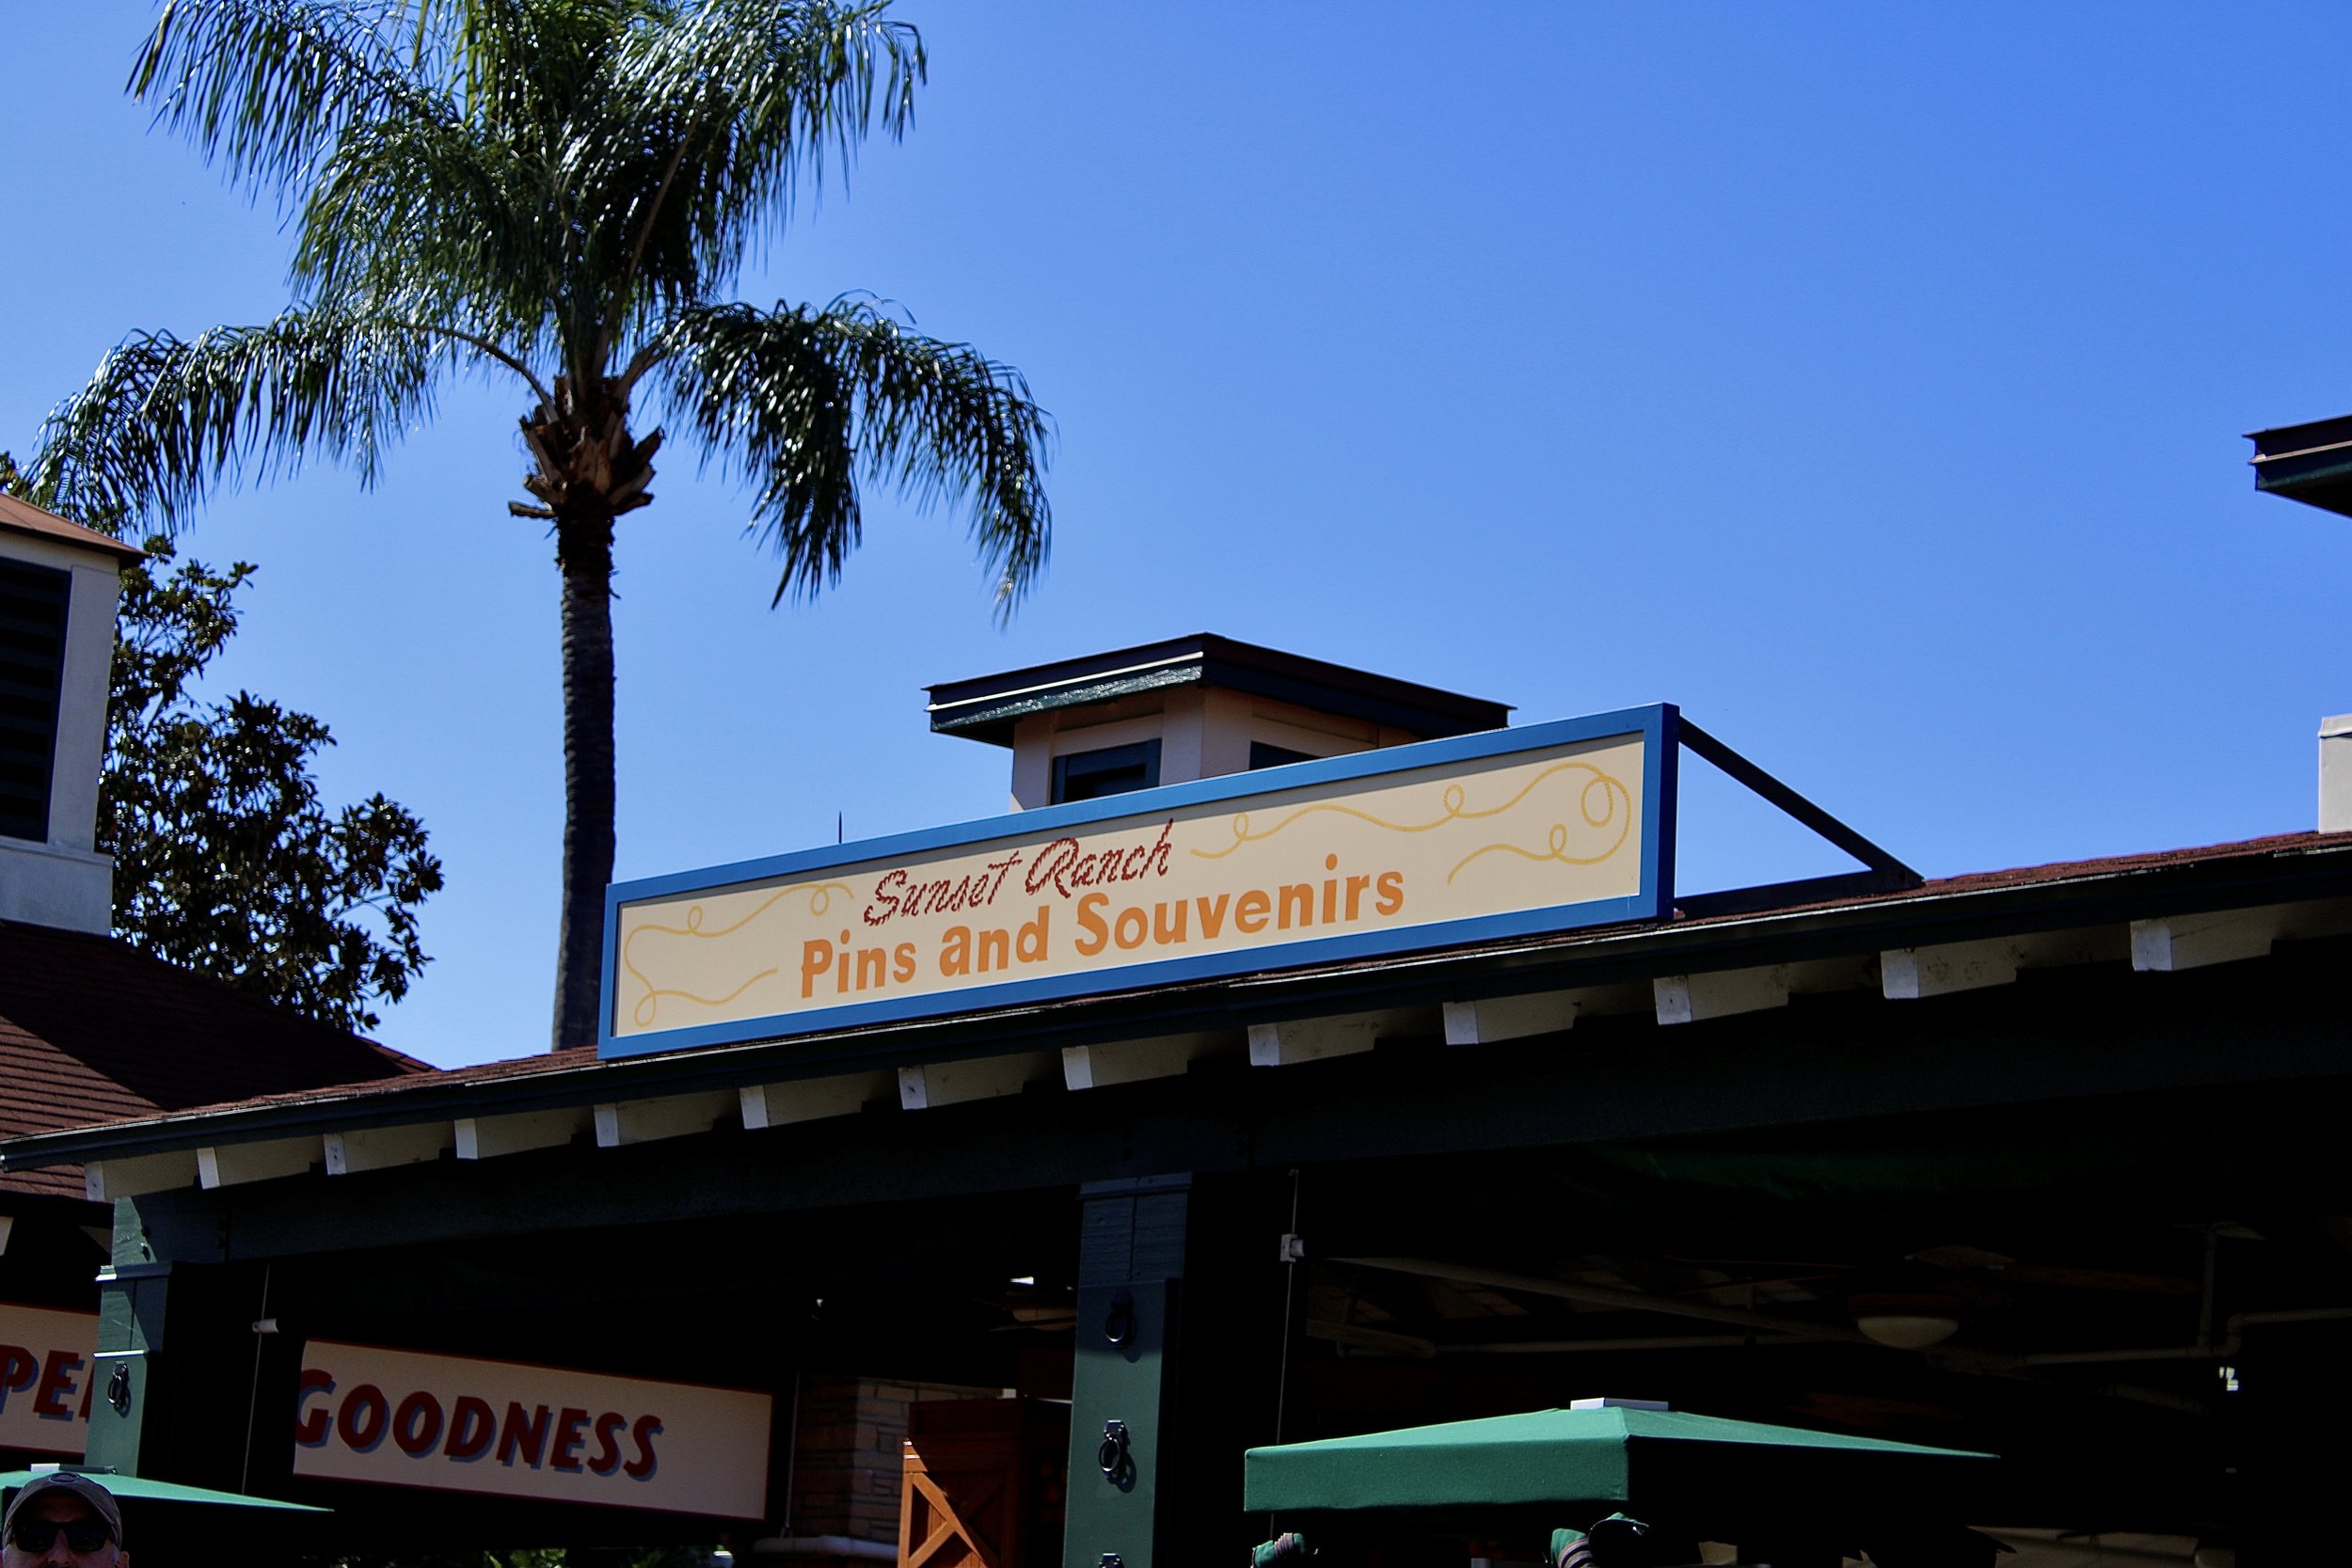 Sunset Ranch
Pins and Souvenirs
GOODNESS